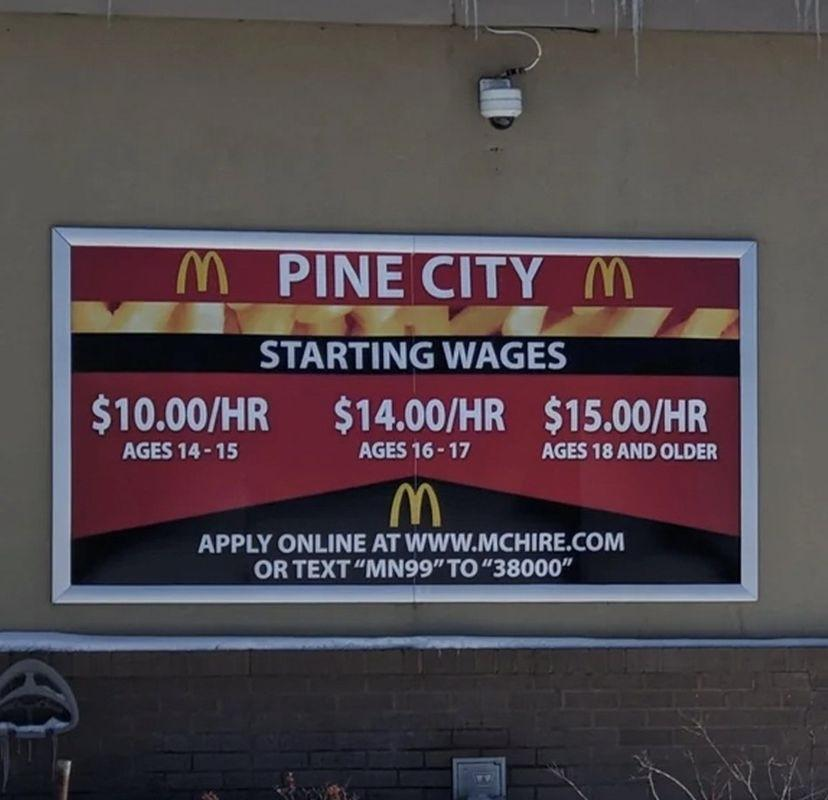 PINE CITY
STARTING WAGES
$10.00/HR $14.00/HR $15.00/HR
AGES 14 - 15 AGES 16 - 17 AGES 18 AND OLDER
APPLY ONLINE AT WWW.MCHIRE.COM
OR TEXT “MN99” TO “38000”